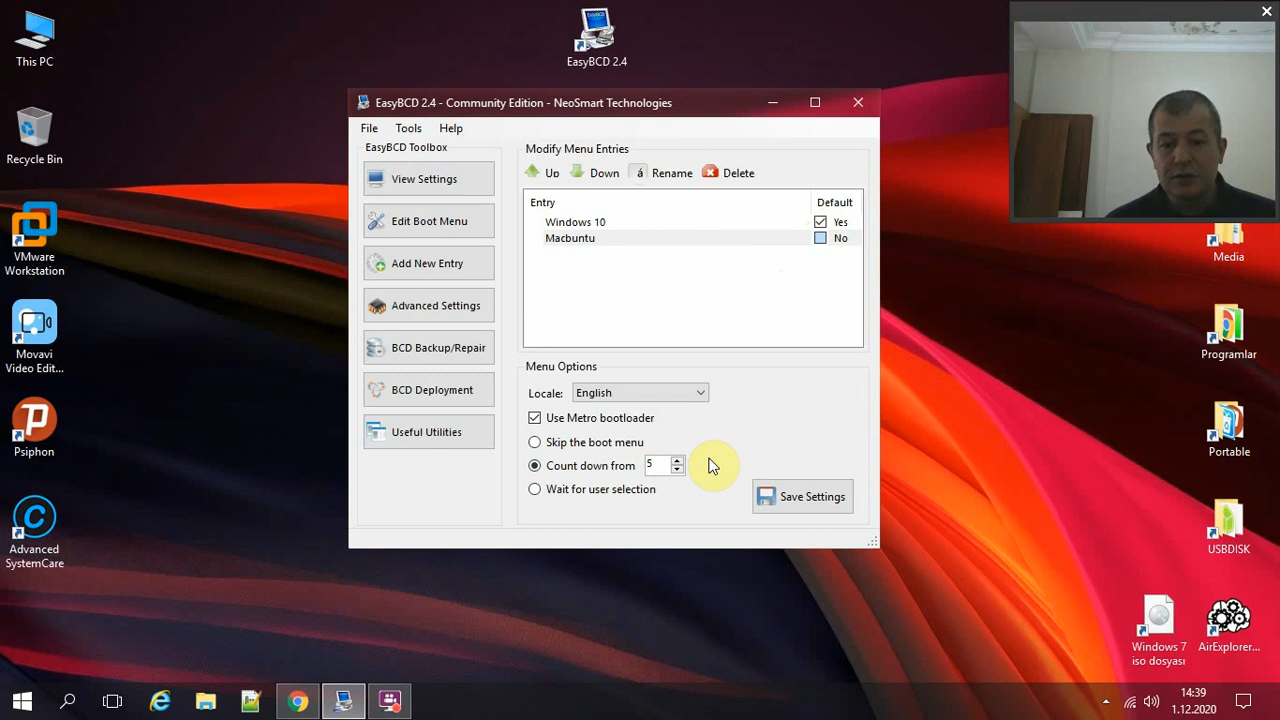 This PC
Recycle Bin
VMware
Workstation
Movavi
Video Edit...
Psiphon
Advanced
SystemCare
EasyBCD 2.4
EasyBCD 2.4 - Community Edition - NeoSmart Technologies
File Tools Help
EasyBCD Toolbox
View Settings
Edit Boot Menu
Add New Entry
Advanced Settings
BCD Backup/Repair
BCD Deployment
Useful Utilities
Modify Menu Entries
Up Down á Rename Delete
Entry Default
Windows 10 Yes
Macbuntu No
Menu Options
Locale: English
Use Metro bootloader
Skip the boot menu
Count down from 5
Wait for user selection
Save Settings
Media
Programlar
Portable
USBDISK
Windows 7
iso dosyası
AirExplorer...
14:39
1.12.2020